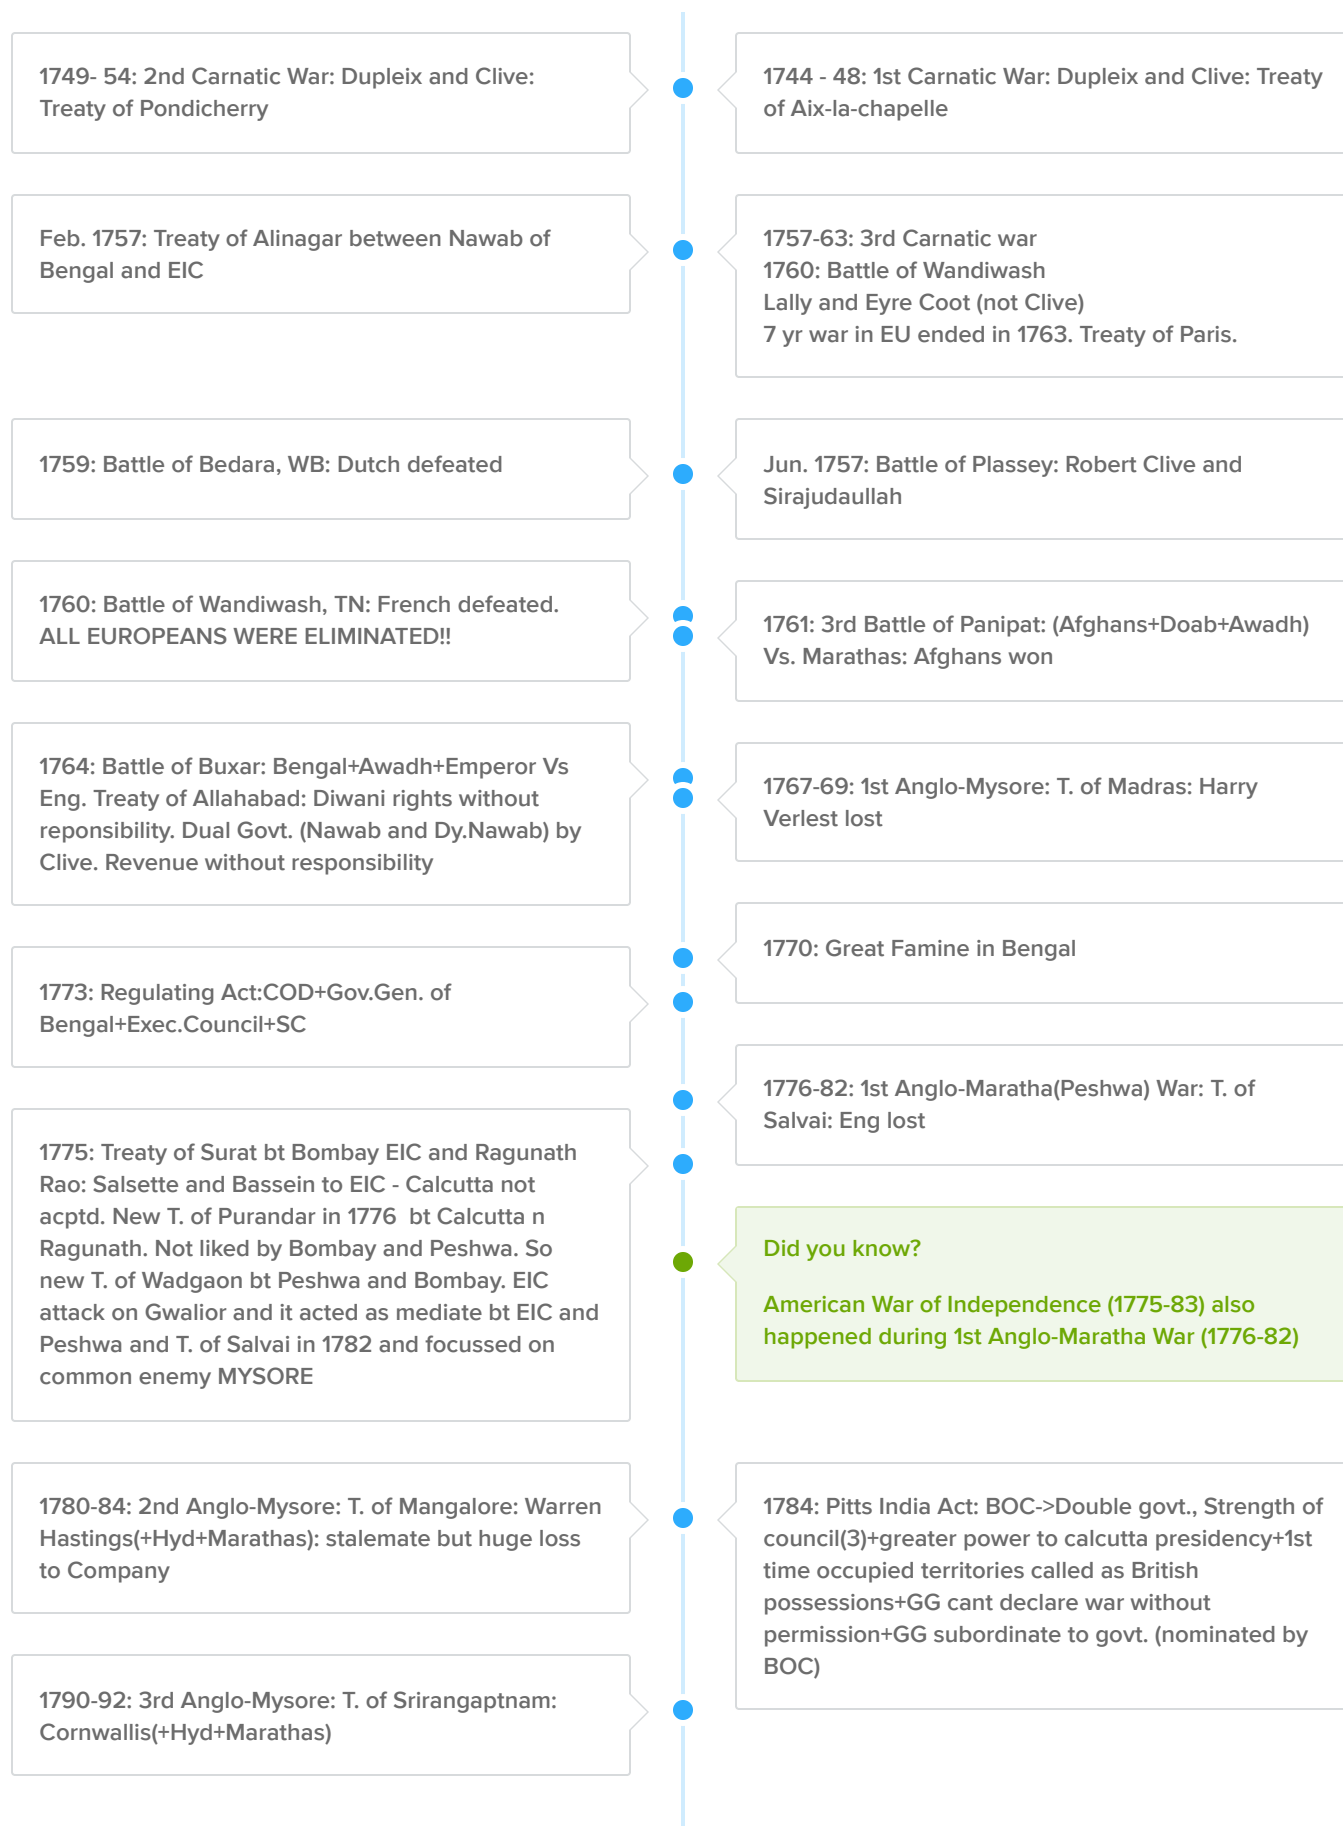 1749- 54: 2nd Carnatic War: Dupleix and Clive:
Treaty of Pondicherry
1744 - 48: 1st Carnatic War: Dupleix and Clive: Treaty
of Aix-la-chapelle
Feb. 1757: Treaty of Alinagar between Nawab of
Bengal and EIC
1757-63: 3rd Carnatic war
1760: Battle of Wandiwash
Lally and Eyre Coot (not Clive)
7 yr war in EU ended in 1763. Treaty of Paris.
1759: Battle of Bedara, WB: Dutch defeated
Jun. 1757: Battle of Plassey: Robert Clive and
Sirajudaullah
1760: Battle of Wandiwash, TN: French defeated.
ALL EUROPEANS WERE ELIMINATED!!
1761: 3rd Battle of Panipat: (Afghans+Doab+Awadh)
Vs. Marathas: Afghans won
1764: Battle of Buxar: Bengal+Awadh+Emperor Vs
Eng. Treaty of Allahabad: Diwani rights without
reponsibility. Dual Govt. (Nawab and Dy.Nawab) by
Clive. Revenue without responsibility
1767-69: 1st Anglo-Mysore: T. of Madras: Harry
Verlest lost
1770: Great Famine in Bengal
1773: Regulating Act:COD+Gov.Gen. of
Bengal+Exec.Council+SC
1776-82: 1st Anglo-Maratha(Peshwa) War: T. of
Salvai: Eng lost
1775: Treaty of Surat bt Bombay EIC and Ragunath
Rao: Salsette and Bassein to EIC - Calcutta not
acptd. New T. of Purandar in 1776  bt Calcutta n
Ragunath. Not liked by Bombay and Peshwa. So
new T. of Wadgaon bt Peshwa and Bombay. EIC
attack on Gwalior and it acted as mediate bt EIC and
Peshwa and T. of Salvai in 1782 and focussed on
common enemy MYSORE
Did you know?
American War of Independence (1775-83) also
happened during 1st Anglo-Maratha War (1776-82)
1780-84: 2nd Anglo-Mysore: T. of Mangalore: Warren
Hastings(+Hyd+Marathas): stalemate but huge loss
to Company
1784: Pitts India Act: BOC->Double govt., Strength of
council(3)+greater power to calcutta presidency+1st
time occupied territories called as British
possessions+GG cant declare war without
permission+GG subordinate to govt. (nominated by
BOC)
1790-92: 3rd Anglo-Mysore: T. of Srirangaptnam:
Cornwallis(+Hyd+Marathas)